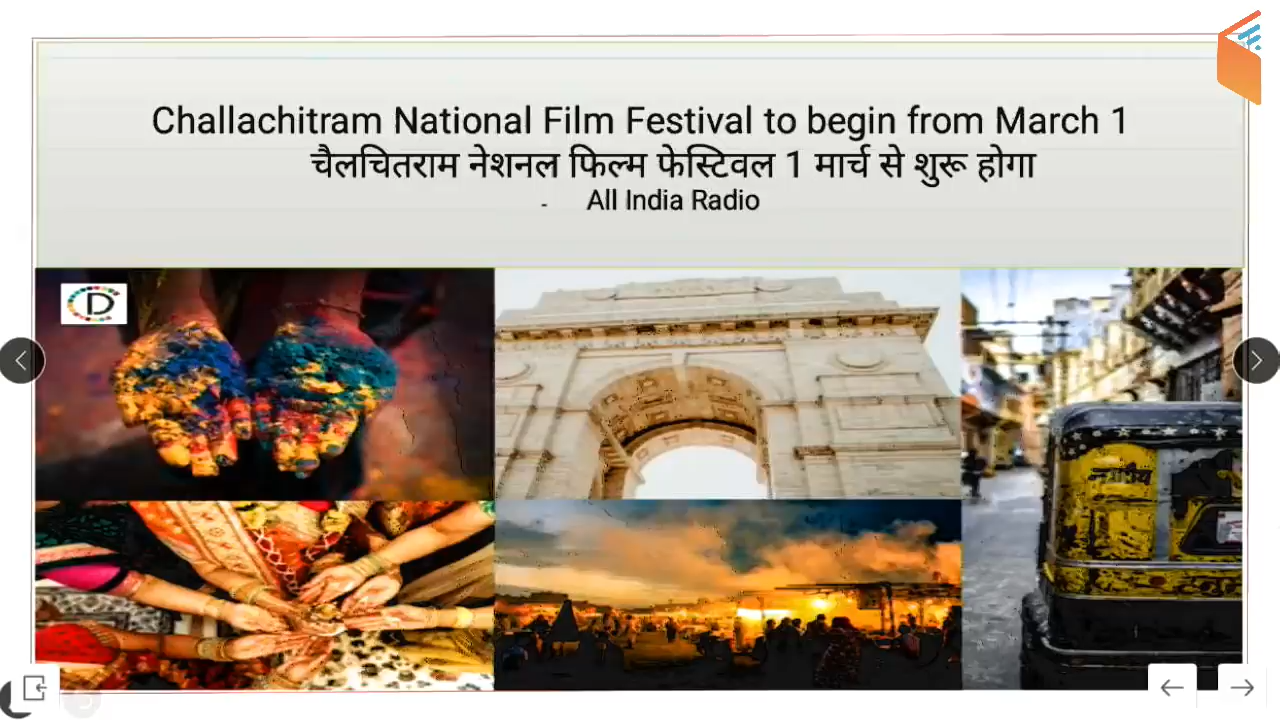 Challachitram National Film Festival to begin from March 1
चैलचितराम नेशनल फिल्म फेस्टिवल 1 मार्च से शुरू होगा
- All India Radio
D